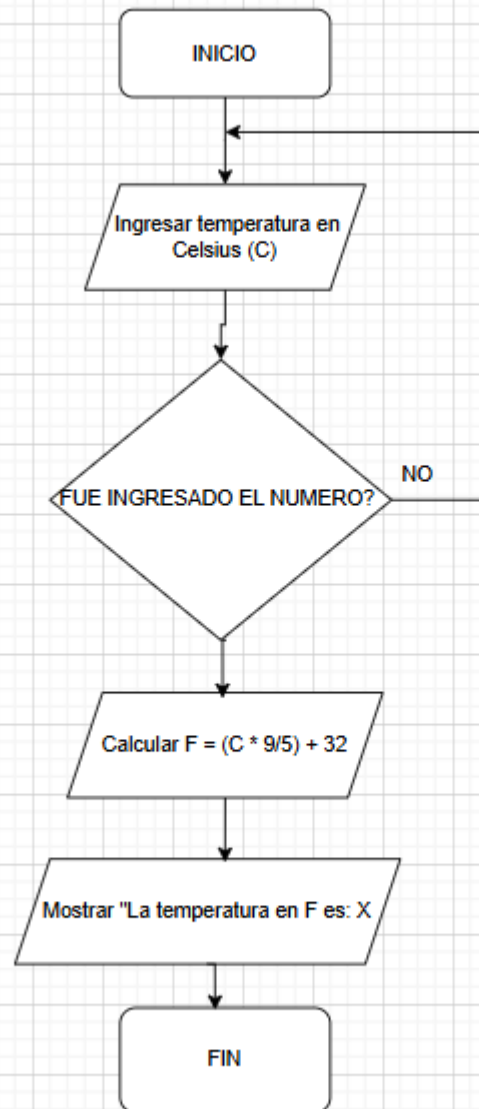 INICIO
Ingresar temperatura en
Celsius (C)
FUE INGRESADO EL NUMERO?
NO
Calcular F = (C * 9/5) + 32
Mostrar "La temperatura en F es: X
FIN